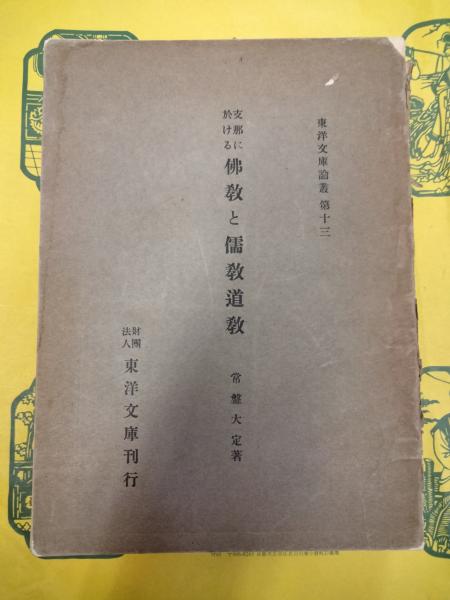 東洋文庫論叢 第十三
支那に於ける 佛教と儒教道教
常盤大定著
財團法人 東洋文庫刊行